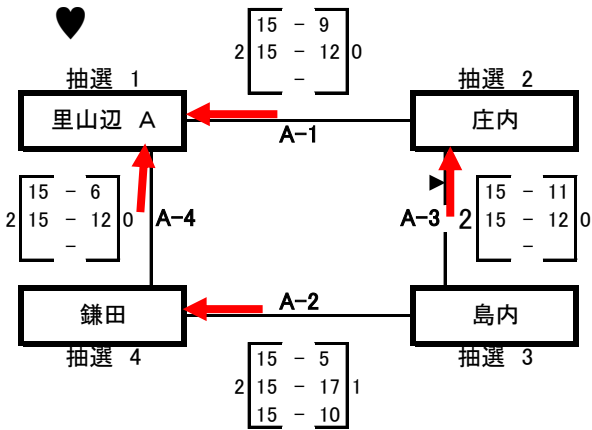 ♥
15 － 9
2 15 － 12 0
－
抽選 1
抽選 2
里山辺 A
庄内
A-1
15 － 6
2 15 － 12 0
－
A-4
A-3
15 － 11
2 15 － 12 0
－
鎌田
A-2
島内
抽選 4
抽選 3
15 － 5
2 15 － 17 1
15 － 10